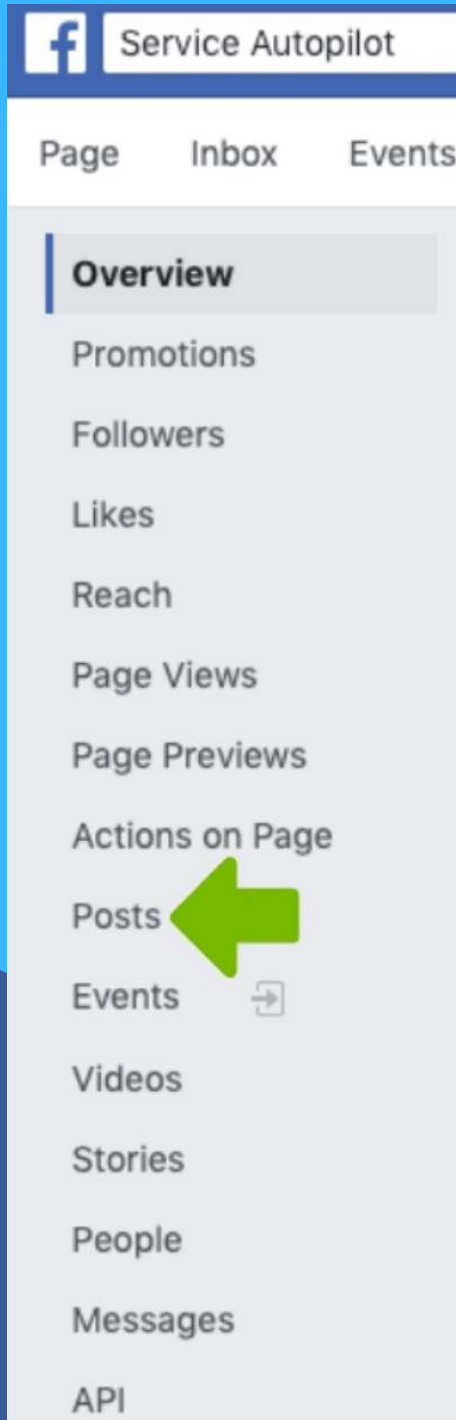 f Service Autopilot
Page Inbox Events
Overview
Promotions
Followers
Likes
Reach
Page Views
Page Previews
Actions on Page
Posts
Events
Videos
Stories
People
Messages
API